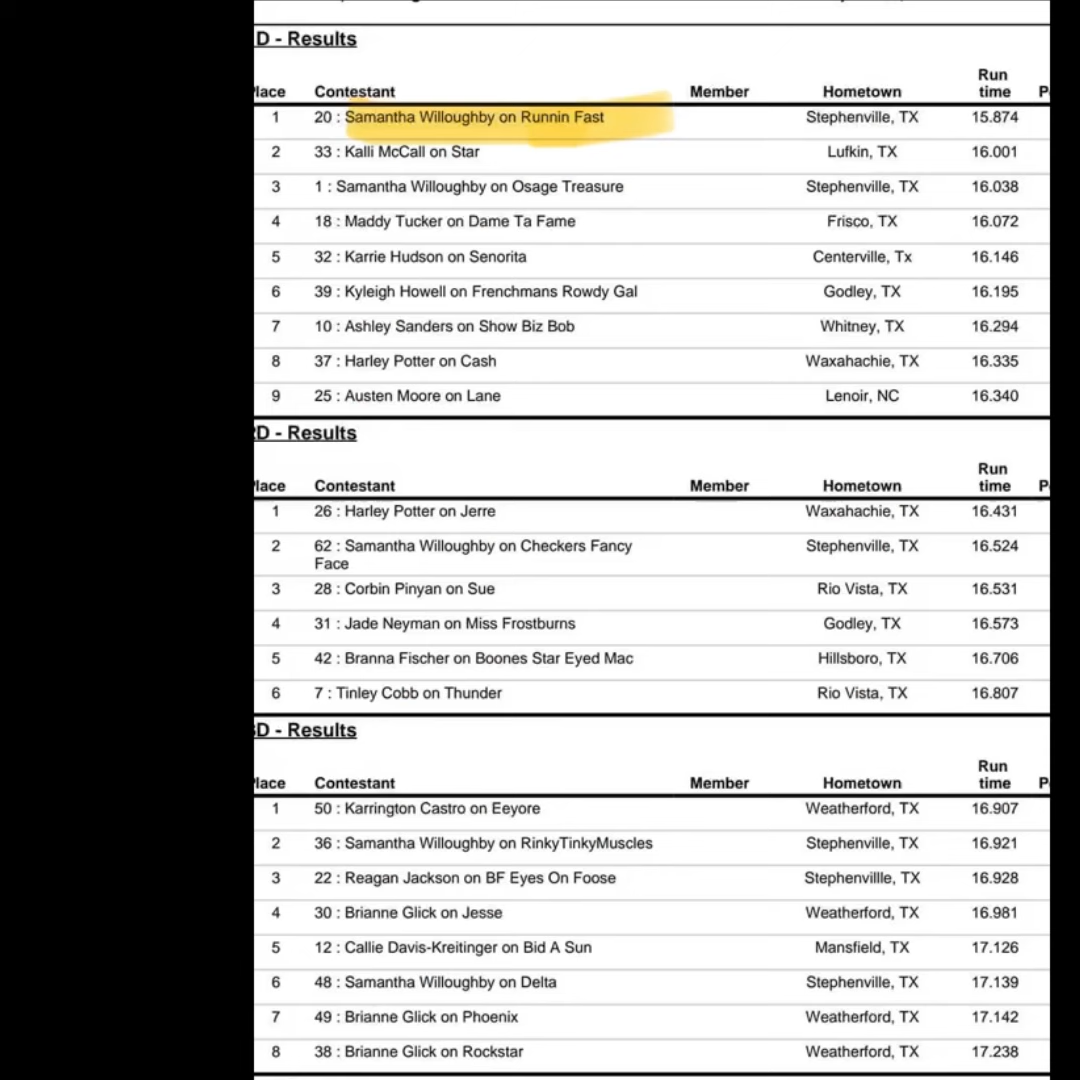 D - Results
Run
Place Contestant Member Hometown time
1 20 : Samantha Willoughby on Runnin Fast Stephenville, TX 15.874
2 33 : Kalli McCall on Star Lufkin, TX 16.001
3 1 : Samantha Willoughby on Osage Treasure Stephenville, TX 16.038
4 18 : Maddy Tucker on Dame Ta Fame Frisco, TX 16.072
5 32 : Karrie Hudson on Senorita Centerville, Tx 16.146
6 39 : Kyleigh Howell on Frenchmans Rowdy Gal Godley, TX 16.195
7 10 : Ashley Sanders on Show Biz Bob Whitney, TX 16.294
8 37 : Harley Potter on Cash Waxahachie, TX 16.335
9 25 : Austen Moore on Lane Lenoir, NC 16.340
2D - Results
Run
Place Contestant Member Hometown time
1 26 : Harley Potter on Jerre Waxahachie, TX 16.431
2 62 : Samantha Willoughby on Checkers Fancy Stephenville, TX 16.524
Face
3 28 : Corbin Pinyan on Sue Rio Vista, TX 16.531
4 31 : Jade Neyman on Miss Frostburns Godley, TX 16.573
5 42 : Branna Fischer on Boones Star Eyed Mac Hillsboro, TX 16.706
6 7 : Tinley Cobb on Thunder Rio Vista, TX 16.807
3D - Results
Run
Place Contestant Member Hometown time
1 50 : Karrington Castro on Eeyore Weatherford, TX 16.907
2 36 : Samantha Willoughby on RinkyTinkyMuscles Stephenville, TX 16.921
3 22 : Reagan Jackson on BF Eyes On Foose Stephenvillle, TX 16.928
4 30 : Brianne Glick on Jesse Weatherford, TX 16.981
5 12 : Callie Davis-Kreitinger on Bid A Sun Mansfield, TX 17.126
6 48 : Samantha Willoughby on Delta Stephenville, TX 17.139
7 49 : Brianne Glick on Phoenix Weatherford, TX 17.142
8 38 : Brianne Glick on Rockstar Weatherford, TX 17.238